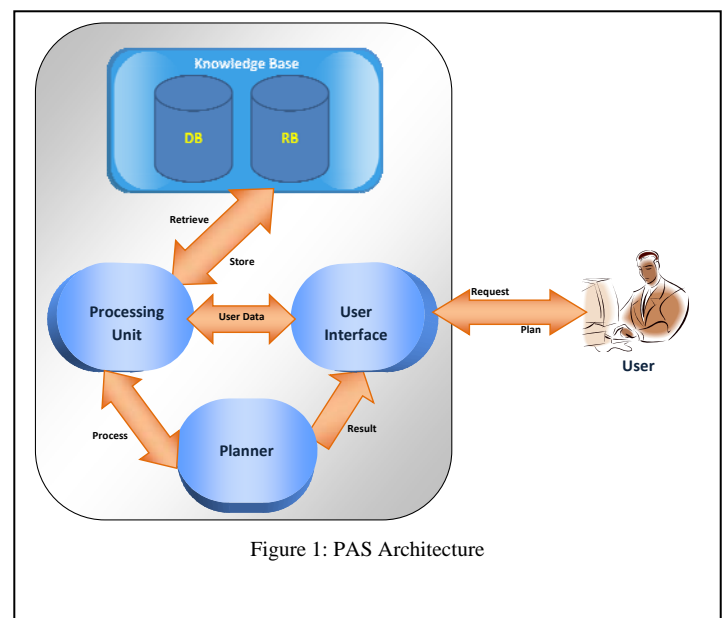 Knowledge Base
DB
RB
Retrieve
Store
Processing
Unit
User Data
User
Interface
Request
Plan
User
Process
Result
Planner
Figure 1: PAS Architecture